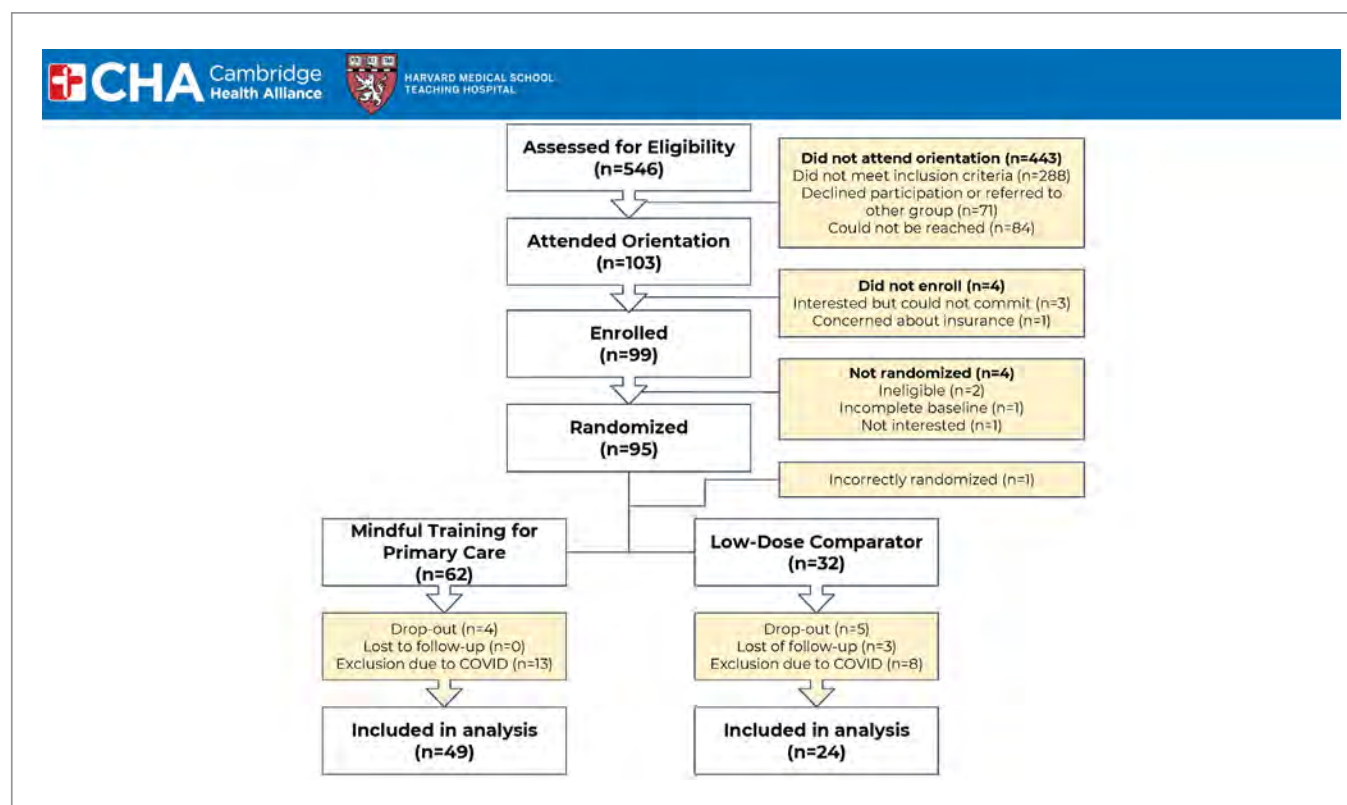 CHA Cambridge
Health Alliance
HARVARD MEDICAL SCHOOL
TEACHING HOSPITAL
Assessed for Eligibility
(n=546)
Did not attend orientation (n=443)
Did not meet inclusion criteria (n=288)
Declined participation or referred to
other group (n=71)
Could not be reached (n=84)
Attended Orientation
(n=103)
Did not enroll (n=4)
Interested but could not commit (n=3)
Concerned about insurance (n=1)
Enrolled
(n=99)
Not randomized (n=4)
Ineligible (n=2)
Incomplete baseline (n=1)
Not interested (n=1)
Randomized
(n=95)
Incorrectly randomized (n=1)
Mindful Training for
Primary Care
(n=62)
Low-Dose Comparator
(n=32)
Drop-out (n=4)
Lost to follow-up (n=0)
Exclusion due to COVID (n=13)
Drop-out (n=5)
Lost of follow-up (n=3)
Exclusion due to COVID (n=8)
Included in analysis
(n=49)
Included in analysis
(n=24)